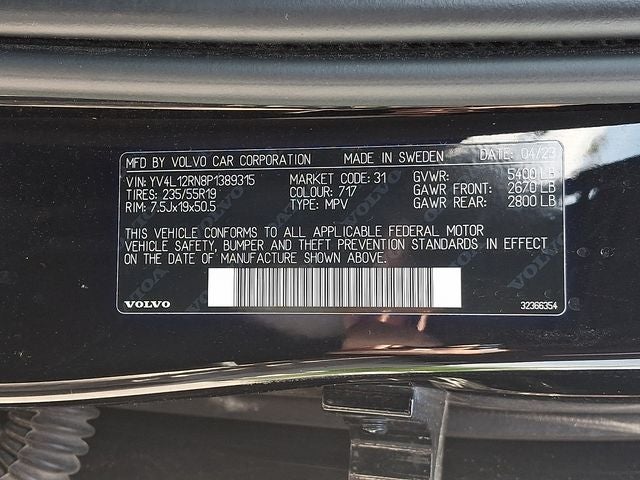 MFD BY VOLVO CAR CORPORATION MADE IN SWEDEN DATE: 04/23
VIN: YV4L12RN8P1389315 MARKET CODE: 31 GVWR: 5400 LB
TIRES: 235/55R19 COLOUR: 717 GAWR FRONT: 2670 LB
RIM: 7.5Jx19x50.5 TYPE: MPV GAWR REAR: 2800 LB
THIS VEHICLE CONFORMS TO ALL APPLICABLE FEDERAL MOTOR
VEHICLE SAFETY, BUMPER AND THEFT PREVENTION STANDARDS IN EFFECT
ON THE DATE OF MANUFACTURE SHOWN ABOVE.
VOLVO 32366354